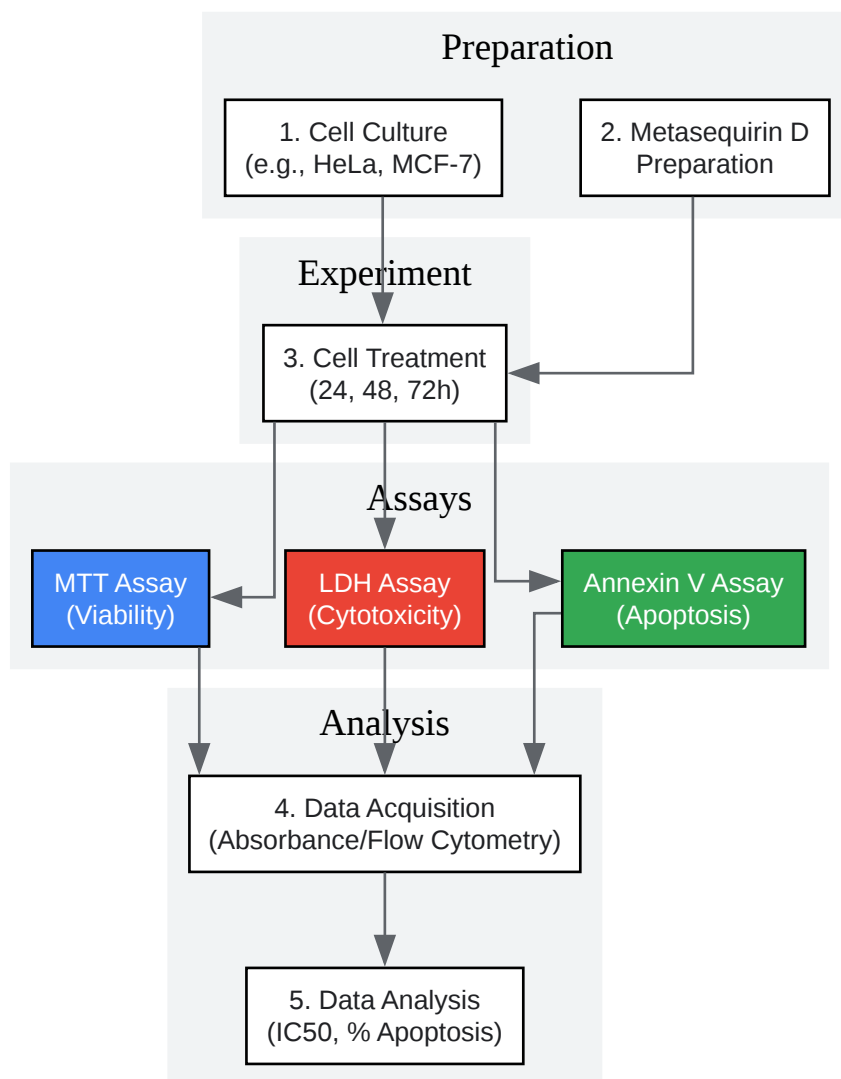 Preparation
1. Cell Culture
(e.g., HeLa, MCF-7)
2. Metasequirin D
Preparation
Experiment
3. Cell Treatment
(24, 48, 72h)
Assays
MTT Assay
(Viability)
LDH Assay
(Cytotoxicity)
Annexin V Assay
(Apoptosis)
Analysis
4. Data Acquisition
(Absorbance/Flow Cytometry)
5. Data Analysis
(IC50, % Apoptosis)